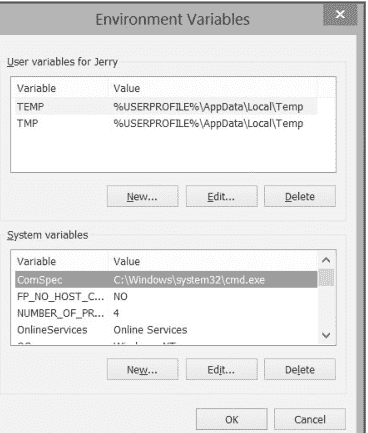 Environment Variables
User variables for Jerry
Variable Value
TEMP %USERPROFILE%\AppData\Local\Temp
TMP %USERPROFILE%\AppData\Local\Temp
New... Edit... Delete
System variables
Variable Value
ComSpec C:\Windows\system32\cmd.exe
FP_NO_HOST_C... NO
NUMBER_OF_PR... 4
OnlineServices Online Services
New... Edit... Delete
OK Cancel